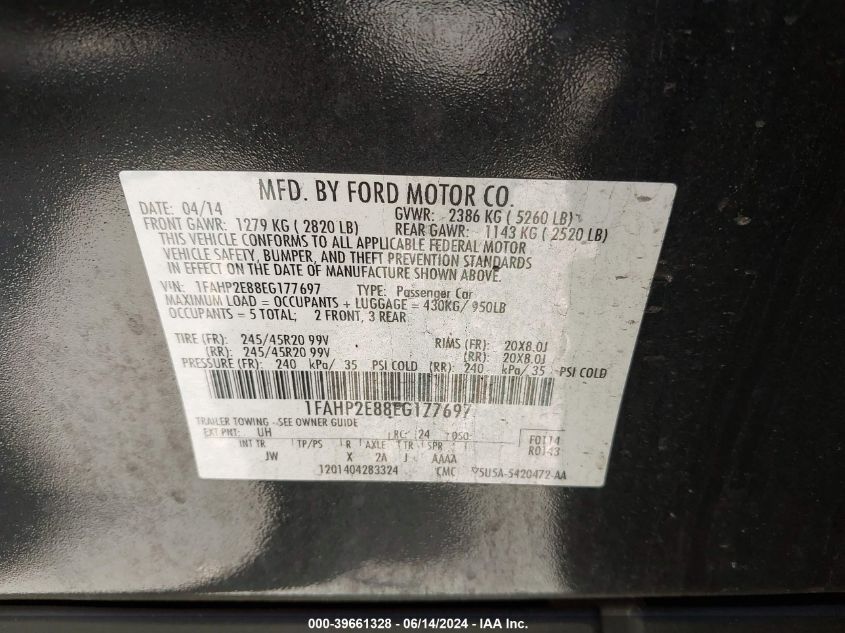 MFD. BY FORD MOTOR CO.
DATE: 04/14 GVWR: 2386 KG ( 5260 LB)
FRONT GAWR: 1279 KG ( 2820 LB) REAR GAWR: 1143 KG ( 2520 LB)
THIS VEHICLE CONFORMS TO ALL APPLICABLE FEDERAL MOTOR
VEHICLE SAFETY, BUMPER, AND THEFT PREVENTION STANDARDS
IN EFFECT ON THE DATE OF MANUFACTURE SHOWN ABOVE.
VIN: 1FAHP2E88EG177697 TYPE: Passenger Car
MAXIMUM LOAD = OCCUPANTS + LUGGAGE = 430KG/ 950LB
OCCUPANTS = 5 TOTAL; 2 FRONT, 3 REAR
TIRE (FR): 245/45R20 99V RIMS (FR): 20X8.0J
(RR): 245/45R20 99V (RR): 20X8.0J
PRESSURE (FR): 240 kPa/ 35 PSI COLD (RR): 240 kPa/ 35 PSI COLD
1FAHP2E88EG177697
TRAILER TOWING - SEE OWNER GUIDE
EXT PNT: UH RC: 24 050 F0114
INT TR TP/PS R AXLE TR SPR R0143
JW X 2A J AAAA
1201404283324 CMC 5U5A-5420472-AA
000-39661328 - 06/14/2024 - IAA Inc.